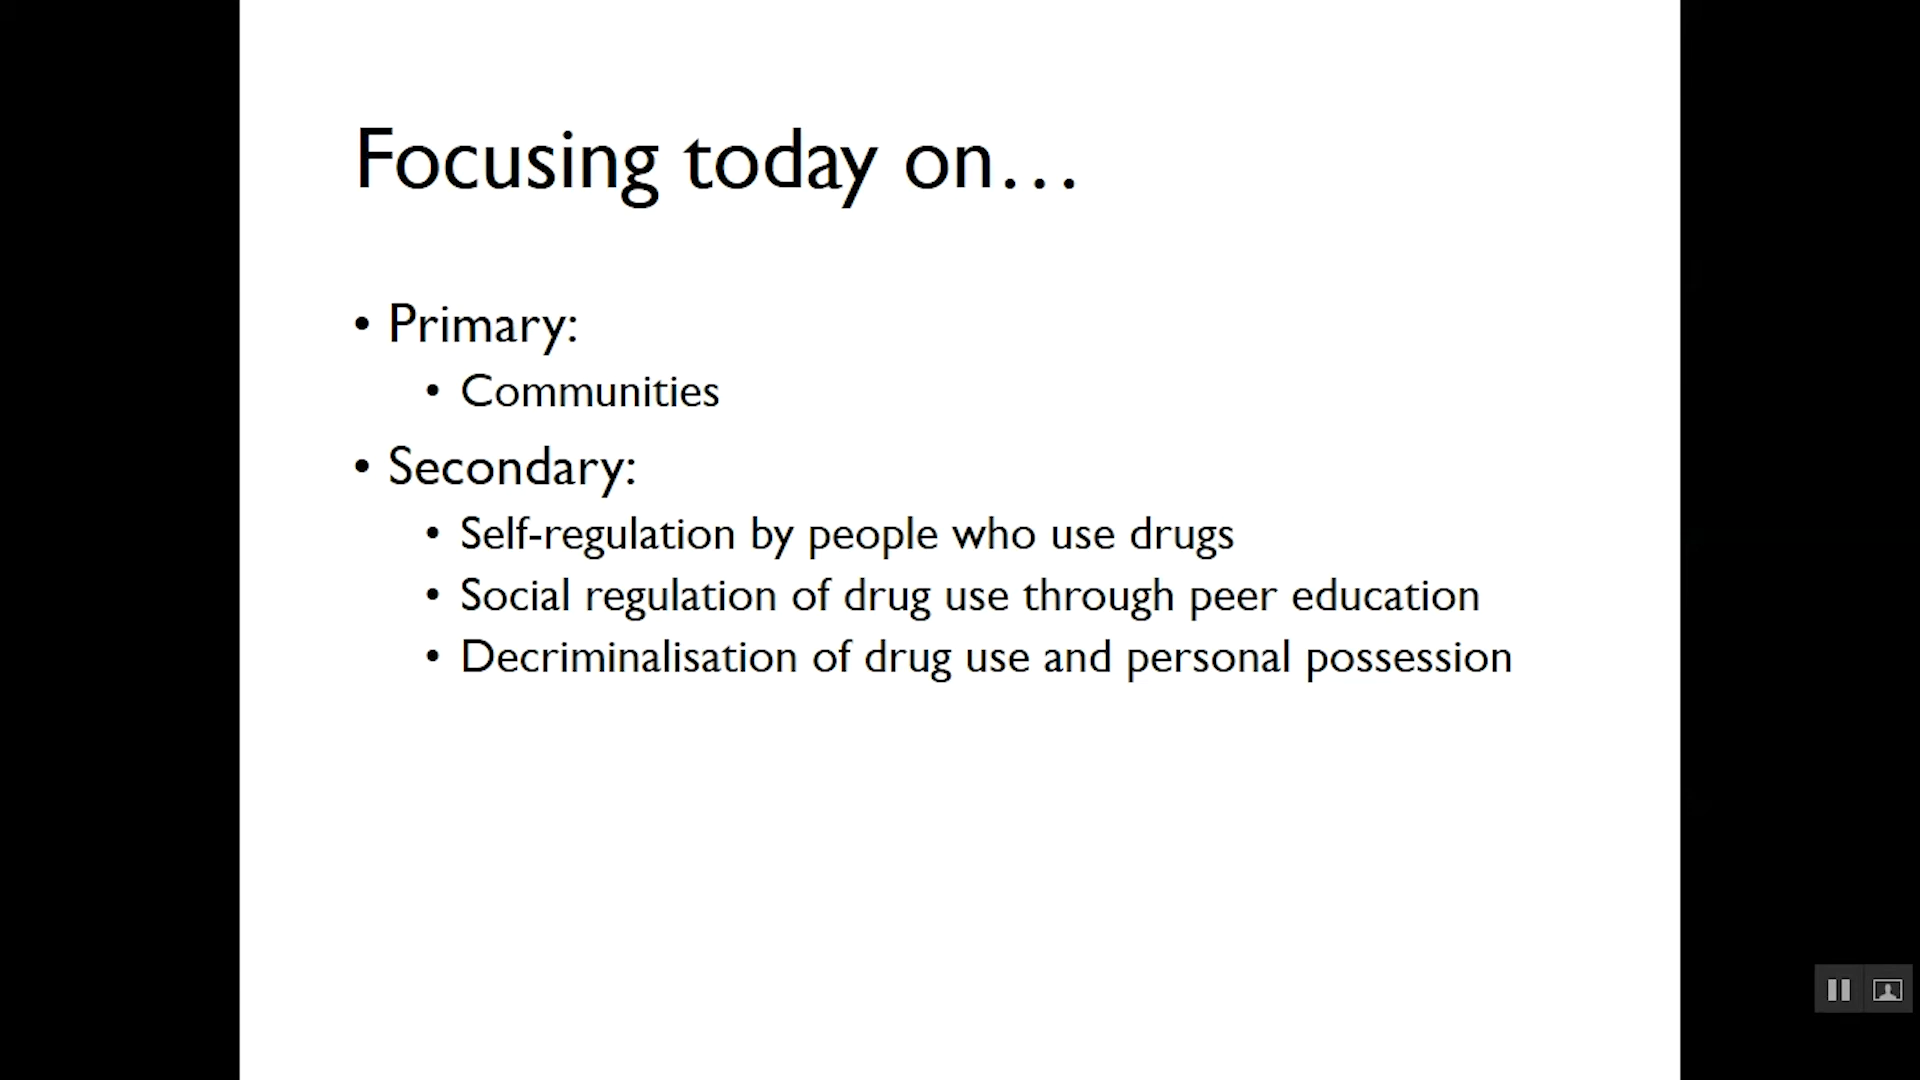 Focusing today on…
• Primary:
• Communities
• Secondary:
• Self-regulation by people who use drugs
• Social regulation of drug use through peer education
• Decriminalisation of drug use and personal possession